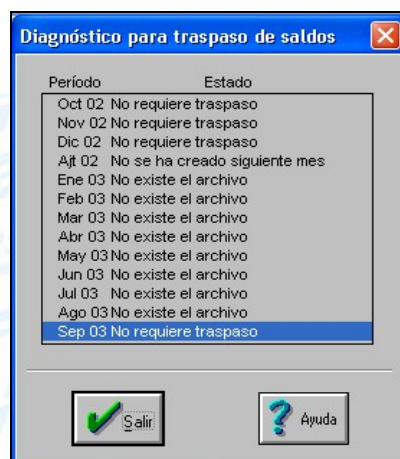 Diagnóstico para traspaso de saldos
Período Estado
Oct 02 No requiere traspaso
Nov 02 No requiere traspaso
Dic 02 No requiere traspaso
Ajt 02 No se ha creado siguiente mes
Ene 03 No existe el archivo
Feb 03 No existe el archivo
Mar 03 No existe el archivo
Abr 03 No existe el archivo
May 03 No existe el archivo
Jun 03 No existe el archivo
Jul 03 No existe el archivo
Ago 03 No existe el archivo
Sep 03 No requiere traspaso
Salir
Ayuda